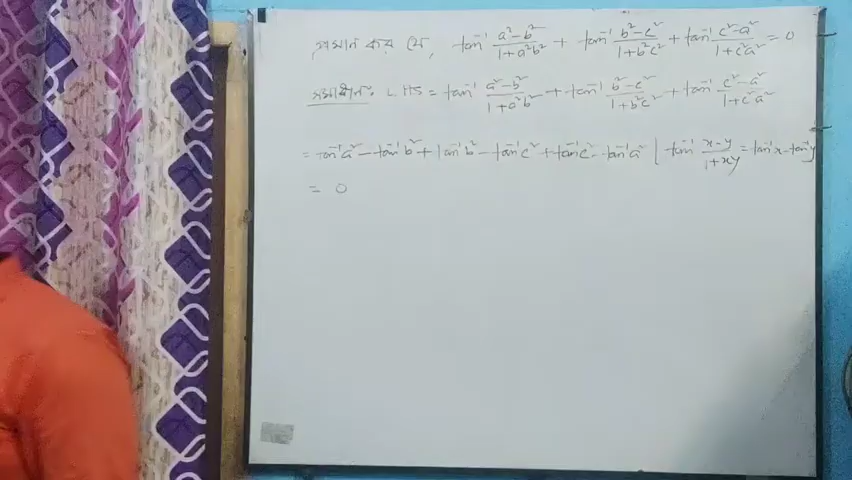 প্রমাণ কর যে, tan⁻¹ (a²-b²)/(1+a²b²) + tan⁻¹ (b²-c²)/(1+b²c²) + tan⁻¹ (c²-a²)/(1+c²a²) = 0
সমাধান: LHS = tan⁻¹ (a²-b²)/(1+a²b²) + tan⁻¹ (b²-c²)/(1+b²c²) + tan⁻¹ (c²-a²)/(1+c²a²)
= tan⁻¹a² - tan⁻¹b² + tan⁻¹b² - tan⁻¹c² + tan⁻¹c² - tan⁻¹a² | tan⁻¹ (x-y)/(1+xy) = tan⁻¹x - tan⁻¹y
= 0